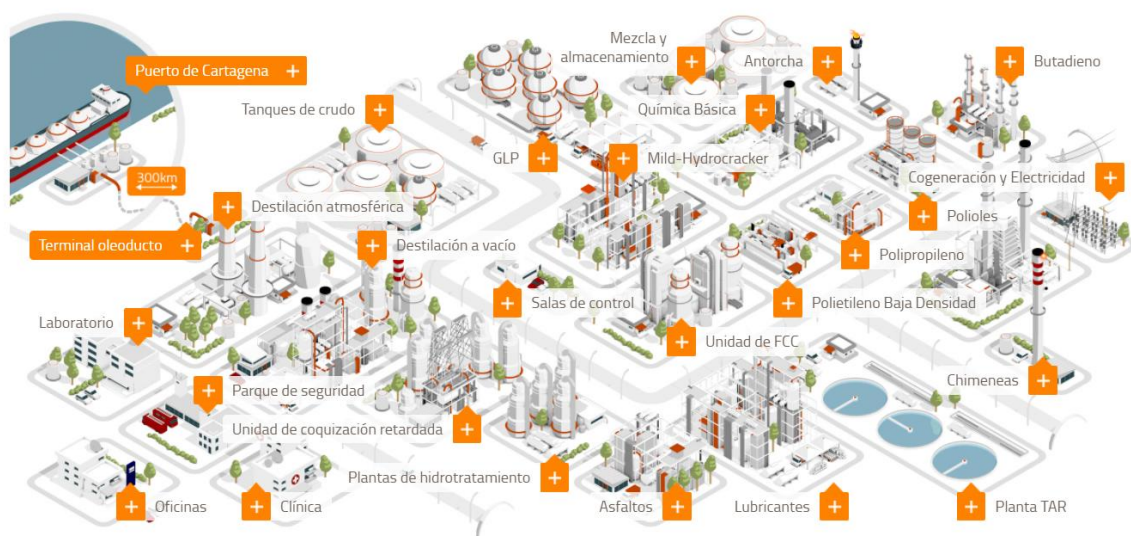 Mezcla y
almacenamiento
Antorcha
Butadieno
Puerto de Cartagena
Tanques de crudo
Química Básica
GLP
Mild-Hydrocracker
300km
Cogeneración y Electricidad
Destilación atmosférica
Polioles
Terminal oleoducto
Destilación a vacío
Polipropileno
Salas de control
Polietileno Baja Densidad
Laboratorio
Unidad de FCC
Chimeneas
Parque de seguridad
Unidad de coquización retardada
Plantas de hidrotratamiento
Oficinas
Clínica
Asfaltos
Lubricantes
Planta TAR